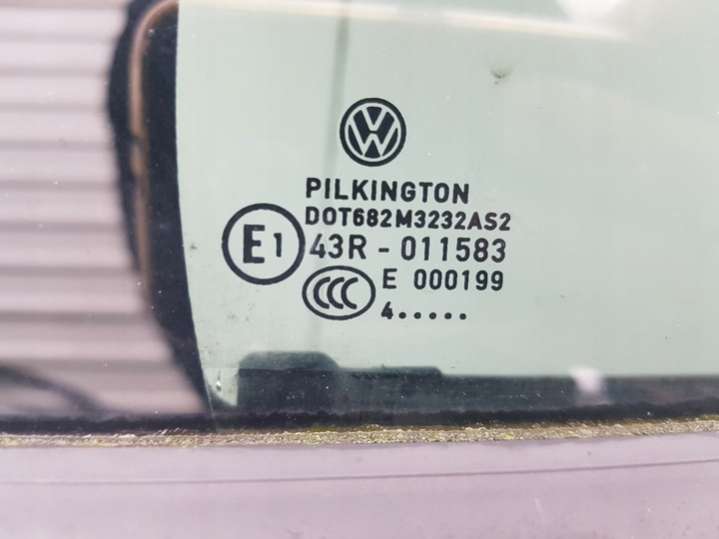 VW
PILKINGTON
DOT682M3232AS2
E1 43R - 011583
CCC E 000199
4.....